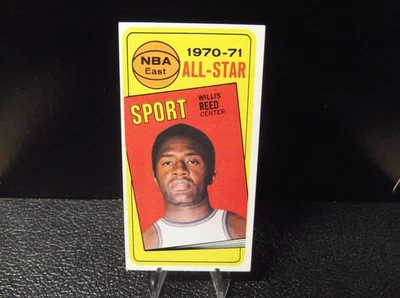 NBA
East
1970-71
ALL-STAR
SPORT
WILLIS
REED
CENTER